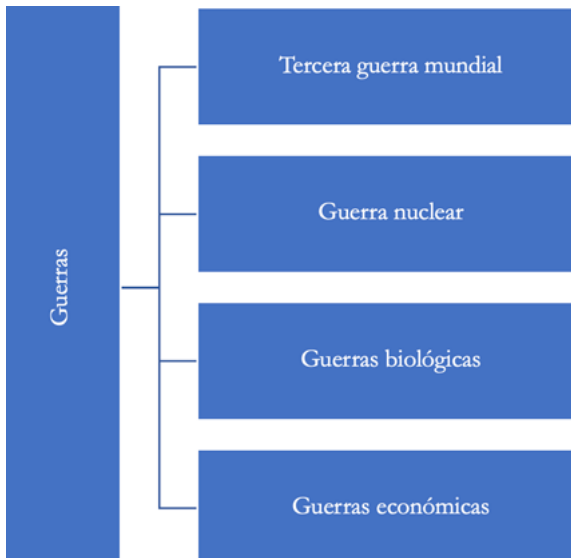 Guerras
Tercera guerra mundial
Guerra nuclear
Guerras biológicas
Guerras económicas